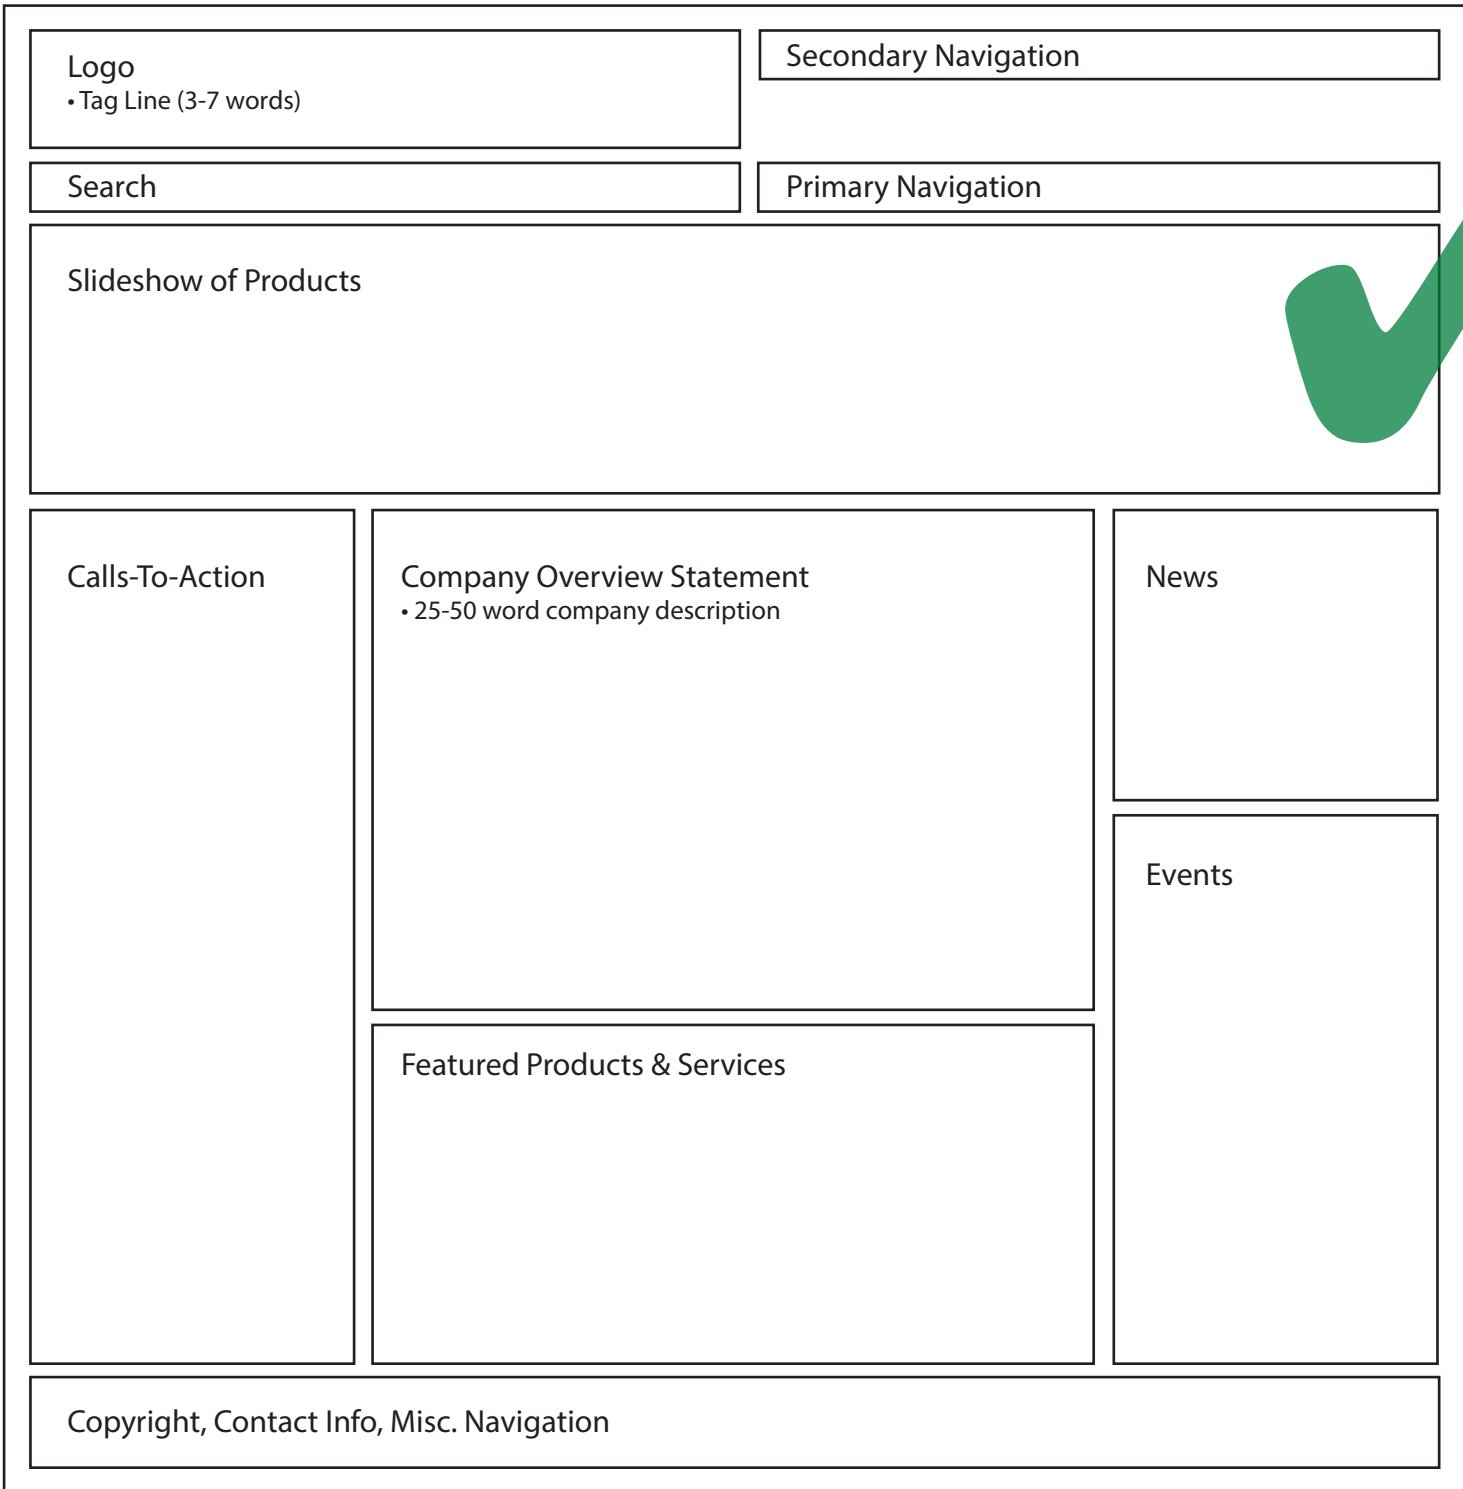 Logo
• Tag Line (3-7 words)
Secondary Navigation
Search
Primary Navigation
Slideshow of Products
Calls-To-Action
Company Overview Statement
• 25-50 word company description
News
Events
Featured Products & Services
Copyright, Contact Info, Misc. Navigation